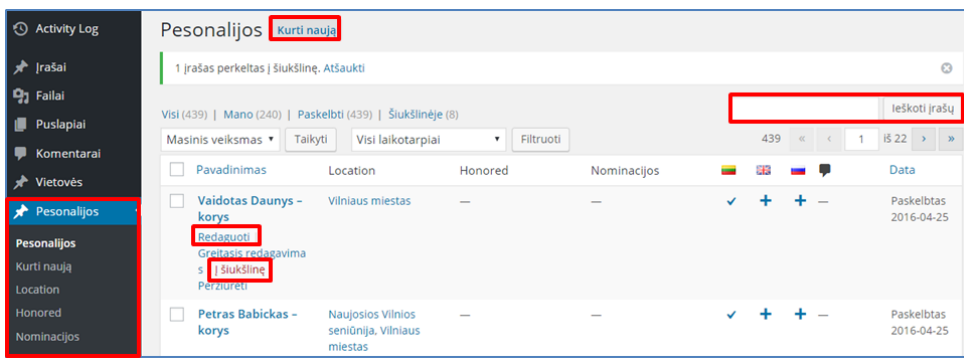 Activity Log
Įrašai
Failai
Puslapiai
Komentarai
Vietovės
Pesonalijos
Pesonalijos
Kurti naują
Location
Honored
Nominacijos
Pesonalijos Kurti naują
1 įrašas perkeltas į šiukšlinę. Atšaukti
Visi (439) | Mano (240) | Paskelbti (439) | Šiukšlinėje (8)
Ieškoti įrašų
Masinis veiksmas Taikyti Visi laikotarpiai Filtruoti 439 « ‹ 1 iš 22 › »
Pavadinimas Location Honored Nominacijos Data
Vaidotas Daunys –
korys
Redaguoti
Greitasis redagavima
s | Į šiukšlinę
Peržiūrėti
Vilniaus miestas — — —
Paskelbtas
2016-04-25
Petras Babickas –
korys
Naujosios Vilnios
seniūnija, Vilniaus
miestas
— — —
Paskelbtas
2016-04-25